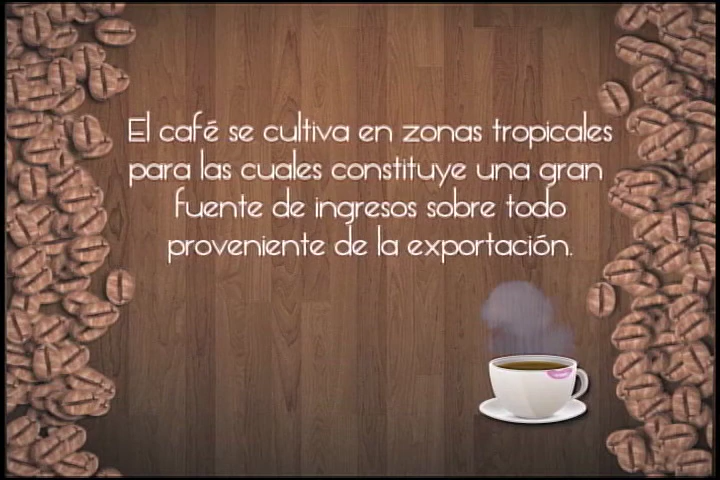 El café se cultiva en zonas tropicales
para las cuales constituye una gran
fuente de ingresos sobre todo
proveniente de la exportación.